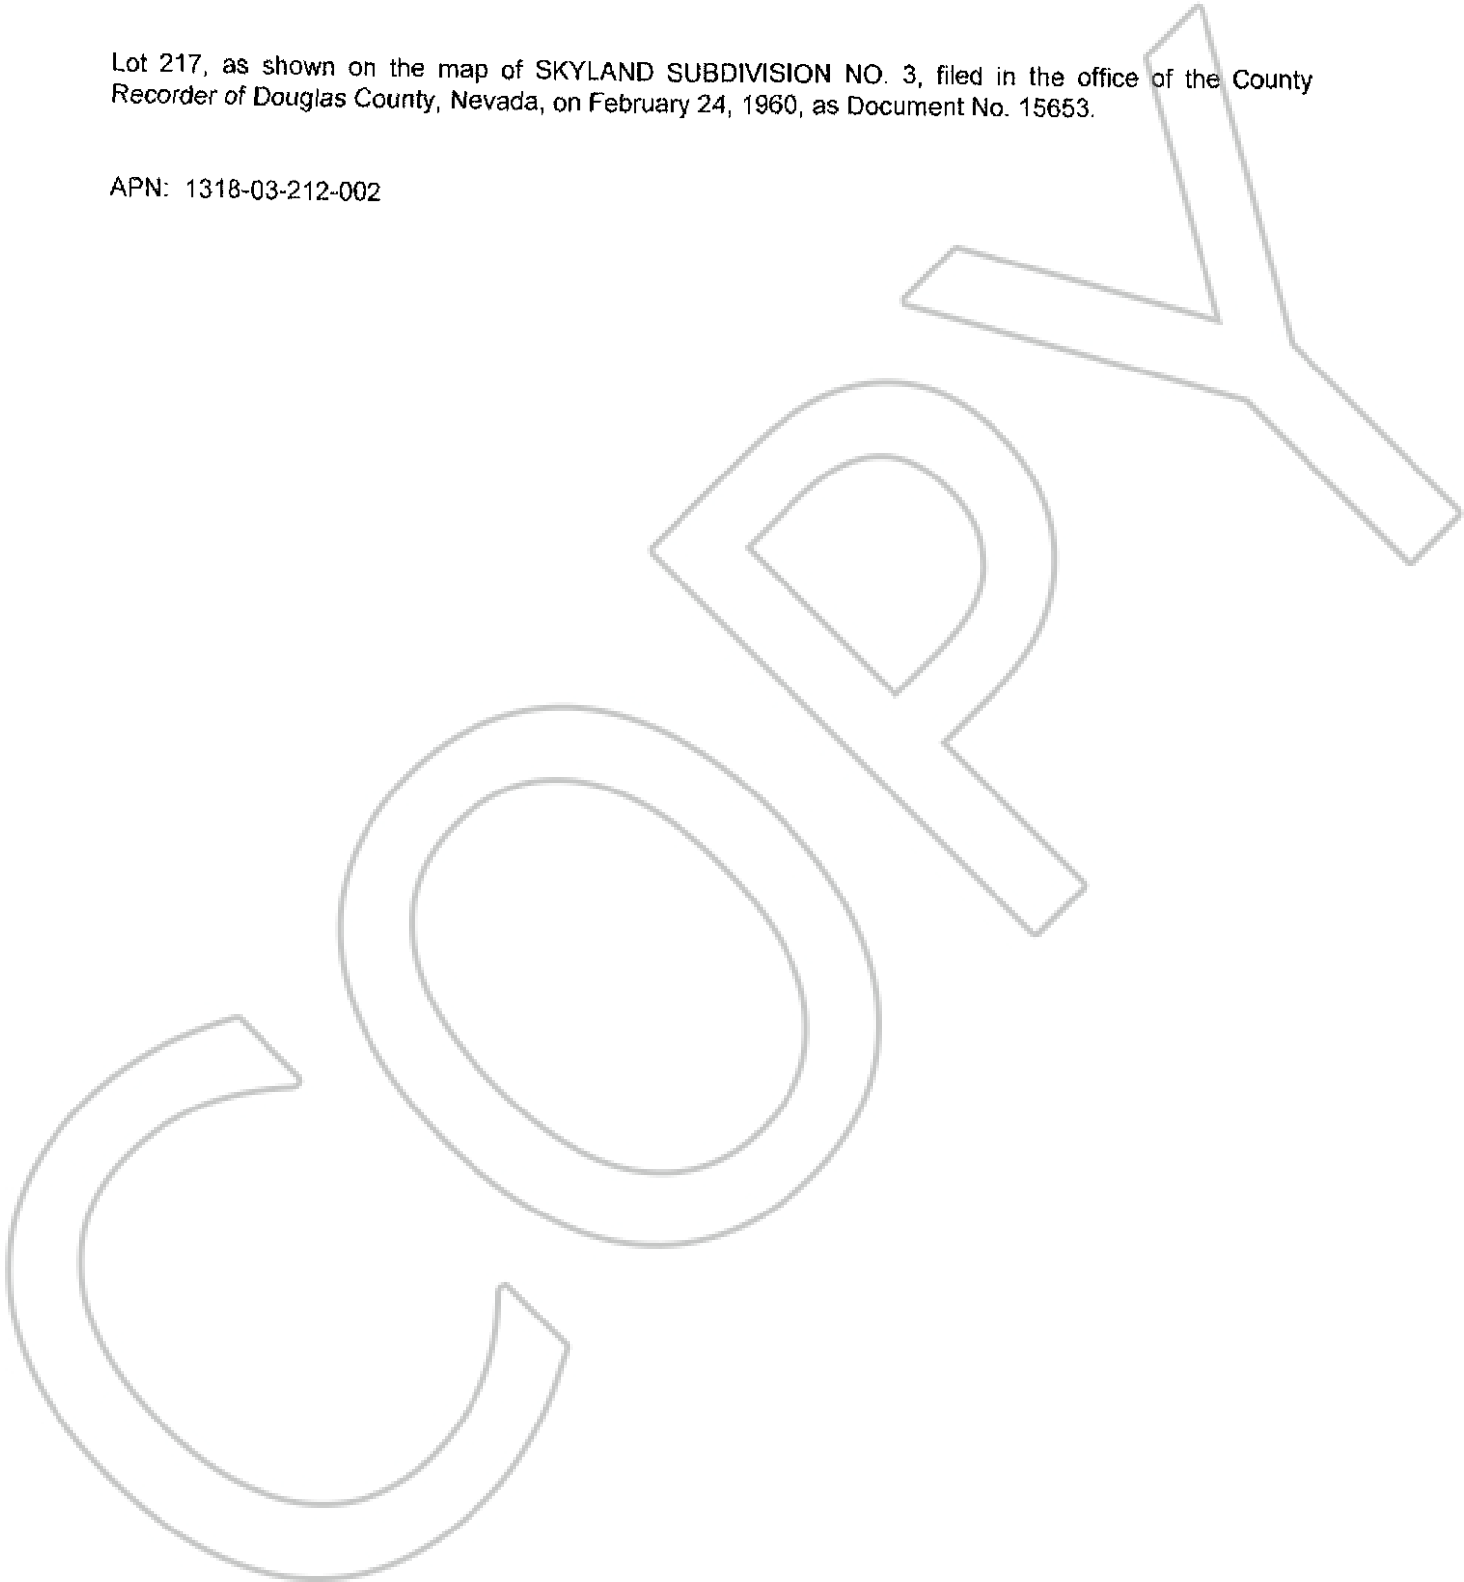 Lot 217, as shown on the map of SKYLAND SUBDIVISION NO. 3, filed in the office of the County
Recorder of Douglas County, Nevada, on February 24, 1960, as Document No. 15653.
APN: 1318-03-212-002
COPY